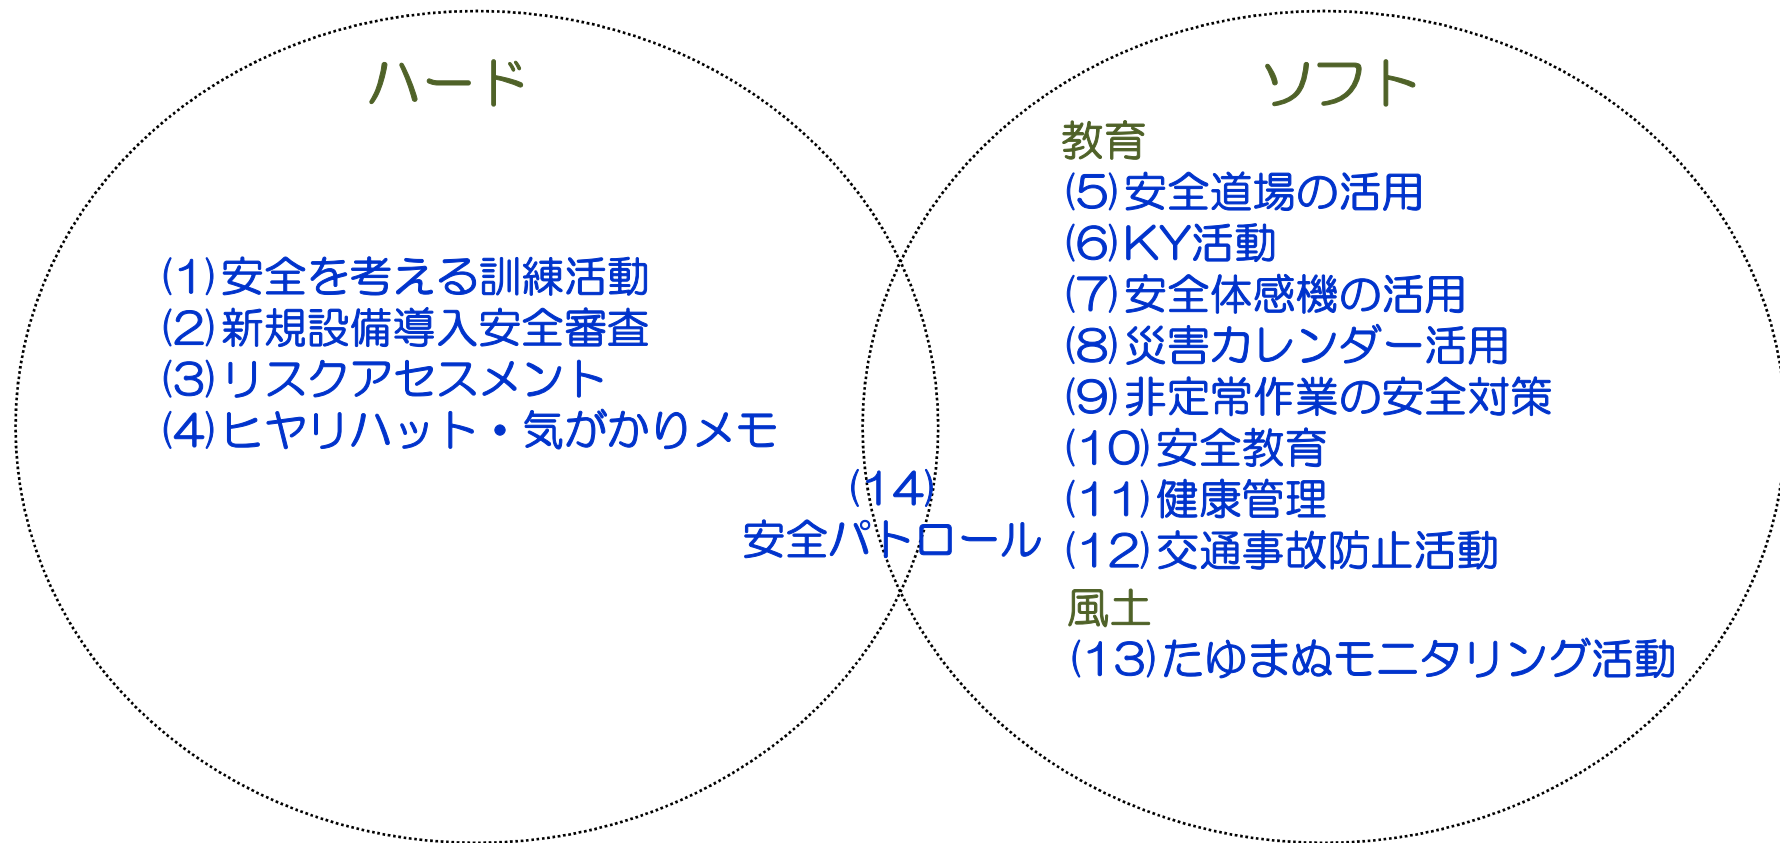 ハード
(1)安全を考える訓練活動
(2)新規設備導入安全審査
(3)リスクアセスメント
(4)ヒヤリハット・気がかりメモ
(14)
安全パトロール
ソフト
教育
(5)安全道場の活用
(6)KY活動
(7)安全体感機の活用
(8)災害カレンダー活用
(9)非定常作業の安全対策
(10)安全教育
(11)健康管理
(12)交通事故防止活動
風土
(13)たゆまぬモニタリング活動